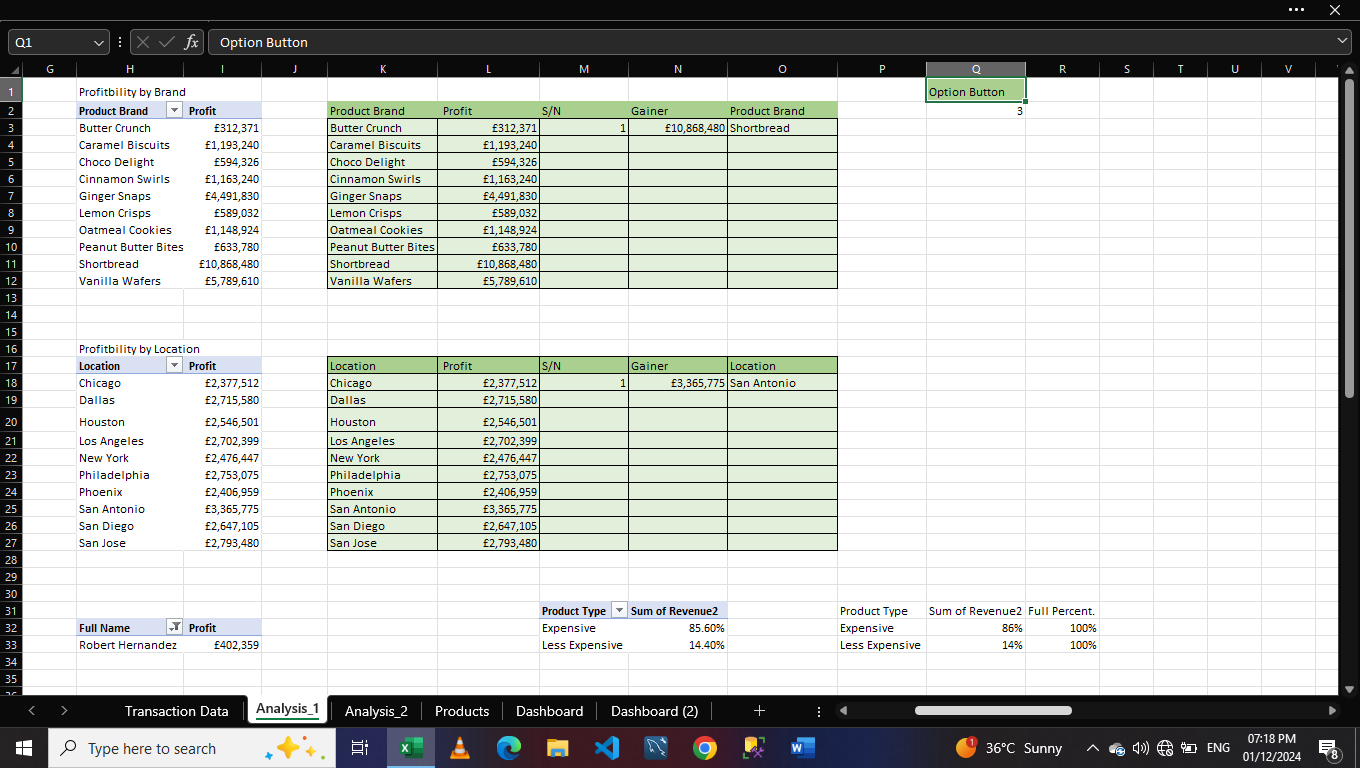 Q1 fx Option Button
G H I J K L M N O P Q R S T U V
1 Profitbility by Brand Option Button
2 Product Brand Profit Product Brand Profit S/N Gainer Product Brand 3
3 Butter Crunch £312,371 Butter Crunch £312,371 1 £10,868,480 Shortbread
4 Caramel Biscuits £1,193,240 Caramel Biscuits £1,193,240
5 Choco Delight £594,326 Choco Delight £594,326
6 Cinnamon Swirls £1,163,240 Cinnamon Swirls £1,163,240
7 Ginger Snaps £4,491,830 Ginger Snaps £4,491,830
8 Lemon Crisps £589,032 Lemon Crisps £589,032
9 Oatmeal Cookies £1,148,924 Oatmeal Cookies £1,148,924
10 Peanut Butter Bites £633,780 Peanut Butter Bites £633,780
11 Shortbread £10,868,480 Shortbread £10,868,480
12 Vanilla Wafers £5,789,610 Vanilla Wafers £5,789,610
13
14
15
16 Profitbility by Location
17 Location Profit Location Profit S/N Gainer Location
18 Chicago £2,377,512 Chicago £2,377,512 1 £3,365,775 San Antonio
19 Dallas £2,715,580 Dallas £2,715,580
20 Houston £2,546,501 Houston £2,546,501
21 Los Angeles £2,702,399 Los Angeles £2,702,399
22 New York £2,476,447 New York £2,476,447
23 Philadelphia £2,753,075 Philadelphia £2,753,075
24 Phoenix £2,406,959 Phoenix £2,406,959
25 San Antonio £3,365,775 San Antonio £3,365,775
26 San Diego £2,647,105 San Diego £2,647,105
27 San Jose £2,793,480 San Jose £2,793,480
28
29
30
31 Product Type Sum of Revenue2 Product Type Sum of Revenue2 Full Percent.
32 Full Name Profit Expensive 85.60% Expensive 86% 100%
33 Robert Hernandez £402,359 Less Expensive 14.40% Less Expensive 14% 100%
34
35
Transaction Data Analysis_1 Analysis_2 Products Dashboard Dashboard (2)
Type here to search 1 36°C Sunny ENG 07:18 PM 8
01/12/2024